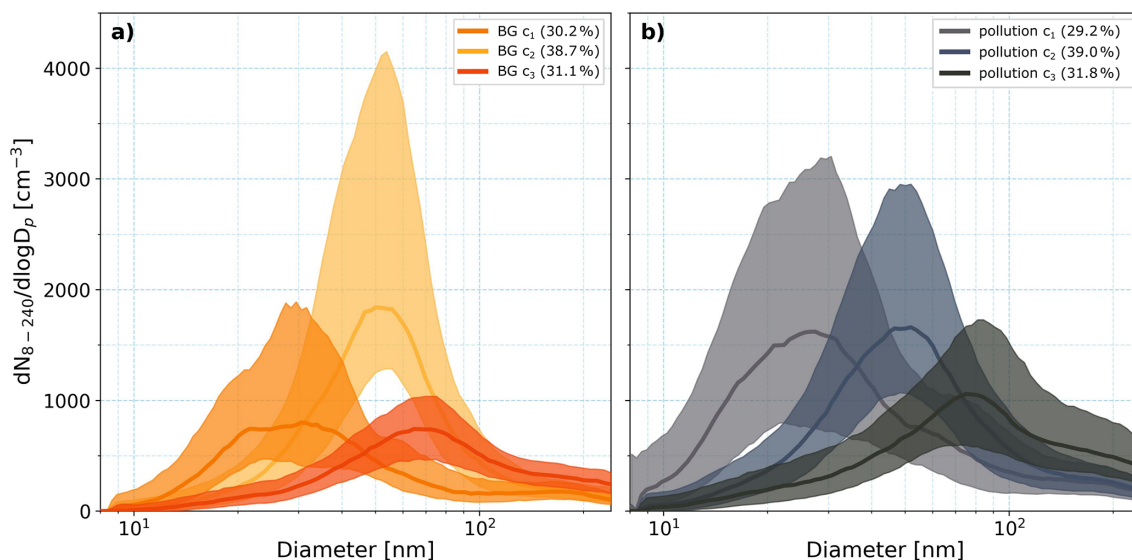 a)
BG c₁ (30.2%)
BG c₂ (38.7%)
BG c₃ (31.1%)
b)
pollution c₁ (29.2%)
pollution c₂ (39.0%)
pollution c₃ (31.8%)
dN₈₋₂₄₀/dlogDₚ [cm⁻³]
4000
3000
2000
1000
0
10¹
10²
10¹
10²
Diameter [nm]
Diameter [nm]